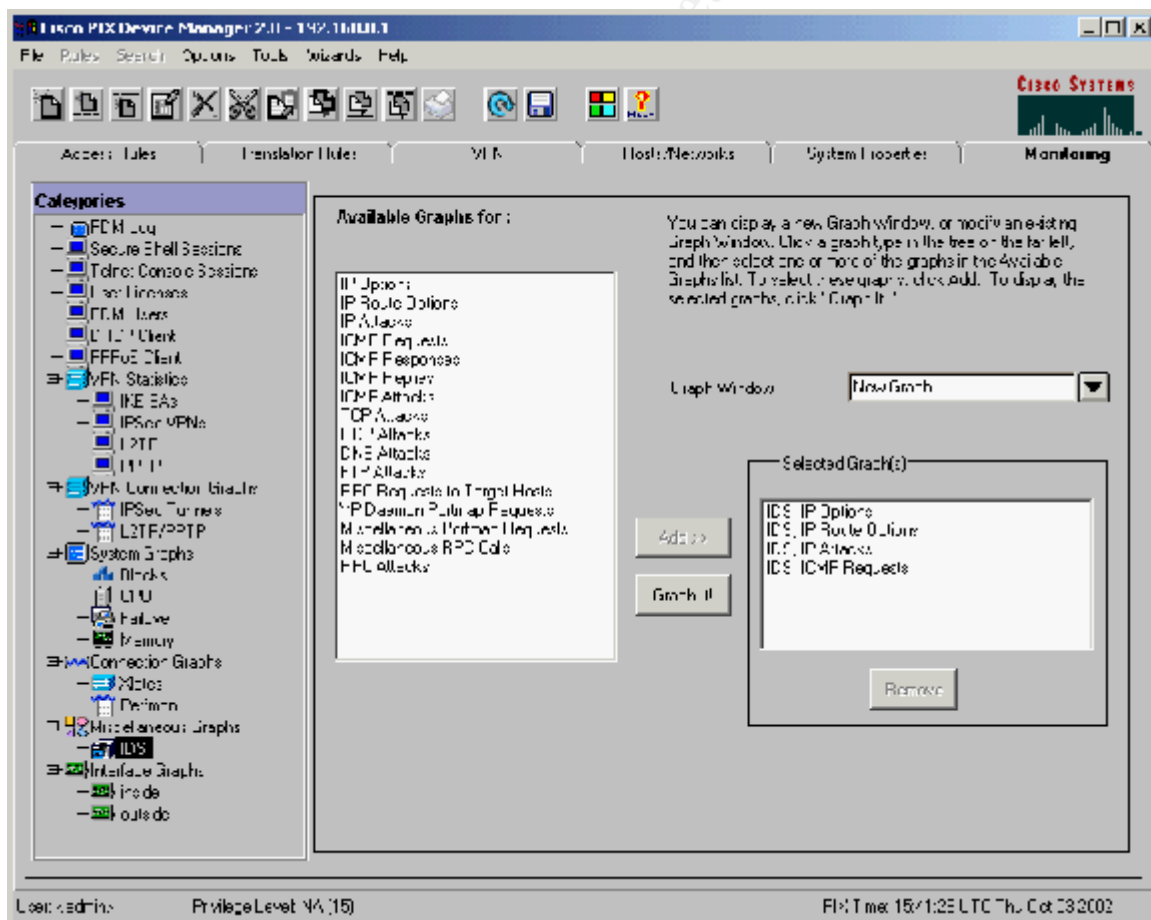 Cisco PIX Device Manager 2.0 - 192.168.0.1
File Rules Search Options Tools Wizards Help
CISCO SYSTEMS
Access Rules
Translation Rules
VPN
Hosts/Networks
System Properties
Monitoring
Categories
PDM Log
Secure Shell Sessions
Telnet Console Sessions
User Licenses
PDM Users
DHCP Client
PPPoE Client
VPN Statistics
IKE SAs
IPSec VPNs
L2TP
PPTP
VPN Connection Graphs
IPSec Tunnels
L2TP/PPTP
System Graphs
Blocks
CPU
Failover
Memory
Connection Graphs
Xlates
Perfmon
Miscellaneous Graphs
IDS
Interface Graphs
inside
outside
Available Graphs for :
IP Options
IP Route Options
IP Attacks
ICMP Requests
ICMP Responses
ICMP Replies
ICMP Attacks
TCP Attacks
UDP Attacks
DNS Attacks
FTP Attacks
RPC Requests to Target Hosts
YP Daemon Portmap Requests
Miscellaneous Portmap Requests
Miscellaneous RPC Calls
RPC Attacks
You can display a new Graph Window, or modify an existing
Graph Window. Click a graph type in the tree on the far left,
and then select one or more of the graphs in the Available
Graphs list. To select these graphs, click Add. To display the
selected graphs, click "Graph It."
Graph Window
New Graph
Add >>
Graph It!
Selected Graph(s)
IDS, IP Options
IDS, IP Route Options
IDS, IP Attacks
IDS, ICMP Requests
Remove
User: <admin>
Privilege Level: NA (15)
PIX Time: 15:41:28 UTC Thu Oct 03 2002